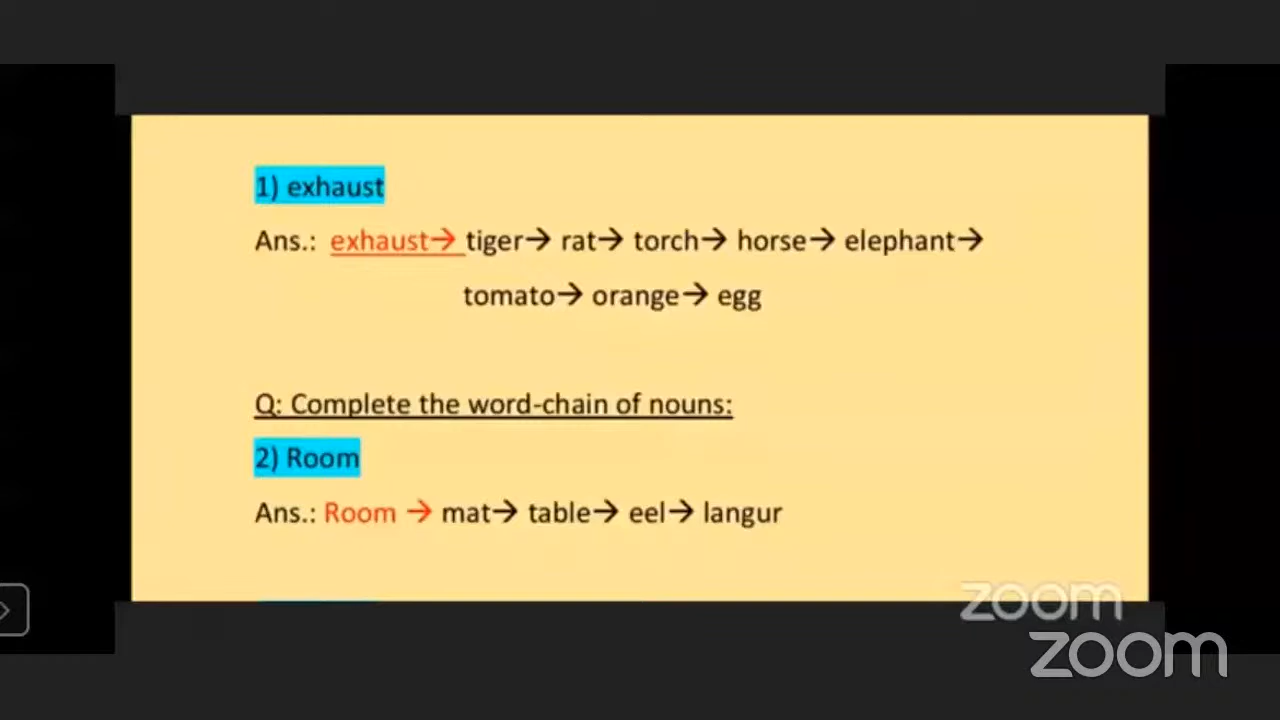 1) exhaust
Ans.: exhaust→ tiger→ rat→ torch→ horse→ elephant→
tomato→ orange→ egg
Q: Complete the word-chain of nouns:
2) Room
Ans.: Room → mat→ table→ eel→ langur
zoom
zoom